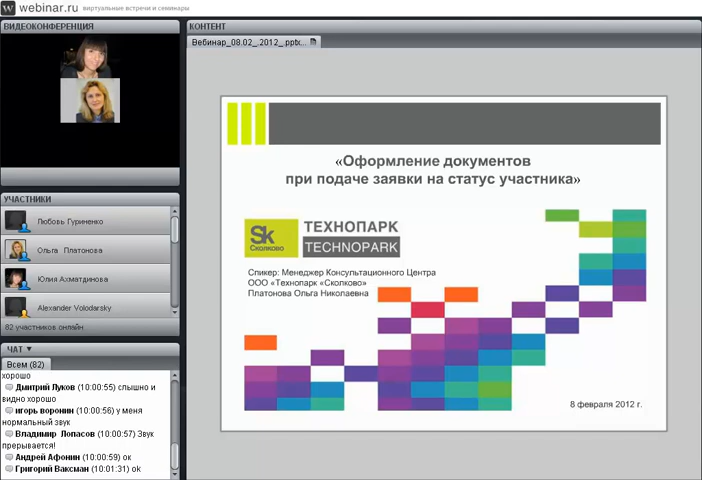 webinar.ru виртуальные встречи и семинары
ВИДЕОКОНФЕРЕНЦИЯ
УЧАСТНИКИ
Любовь Гуриненко
Ольга Платонова
Юлия Ахматдинова
Alexander Volodarsky
82 участников онлайн
ЧАТ
Всем (82)
хорошо
Дмитрий Луков (10:00:55) слышно и
видно хорошо
игорь воронин (10:00:56) у меня
нормальный звук
Владимир Лопасов (10:00:57) Звук
прерывается!
Андрей Афонин (10:00:59) ок
Григорий Ваксман (10:01:31) ok
КОНТЕНТ
Вебинар_08.02_.2012_.pptx...
«Оформление документов
при подаче заявки на статус участника»
Sk
Сколково
ТЕХНОПАРК
TECHNOPARK
Спикер: Менеджер Консультационного Центра
ООО «Технопарк «Сколково»
Платонова Ольга Николаевна
8 февраля 2012 г.